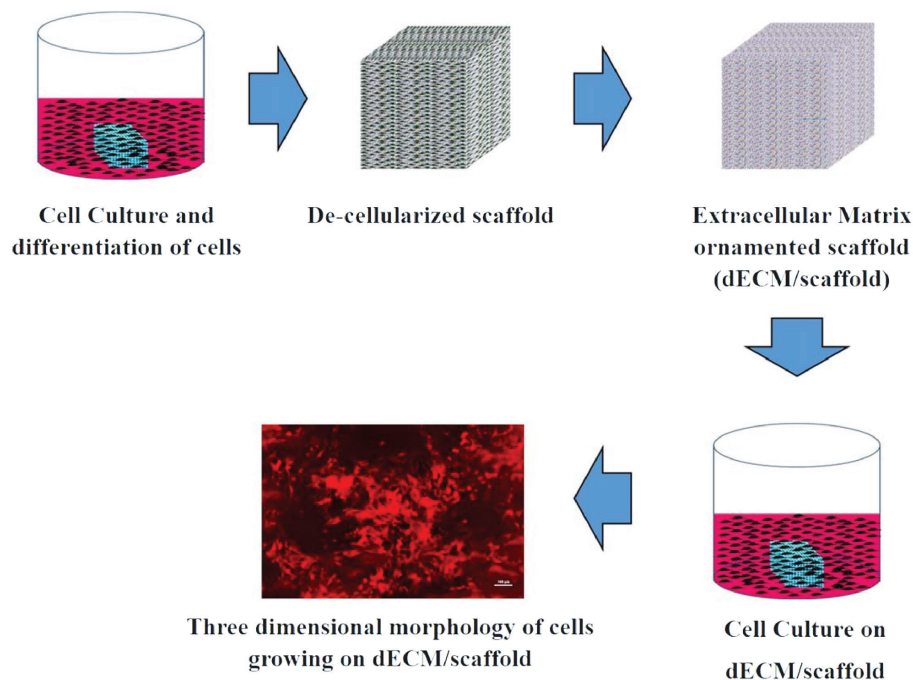 Cell Culture and
differentiation of cells
De-cellularized scaffold
Extracellular Matrix
ornamented scaffold
(dECM/scaffold)
Three dimensional morphology of cells
growing on dECM/scaffold
Cell Culture on
dECM/scaffold